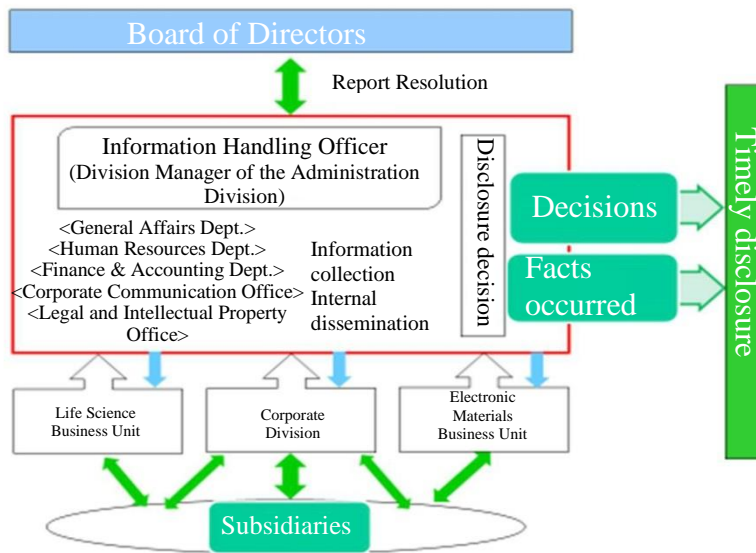 Board of Directors
Report Resolution
Information Handling Officer
(Division Manager of the Administration
Division)
<General Affairs Dept.>
<Human Resources Dept.>
<Finance & Accounting Dept.>
<Corporate Communication Office>
<Legal and Intellectual Property
Office>
Information
collection
Internal
dissemination
Disclosure decision
Decisions
Facts
occurred
Timely disclosure
Life Science
Business Unit
Corporate
Division
Electronic
Materials
Business Unit
Subsidiaries